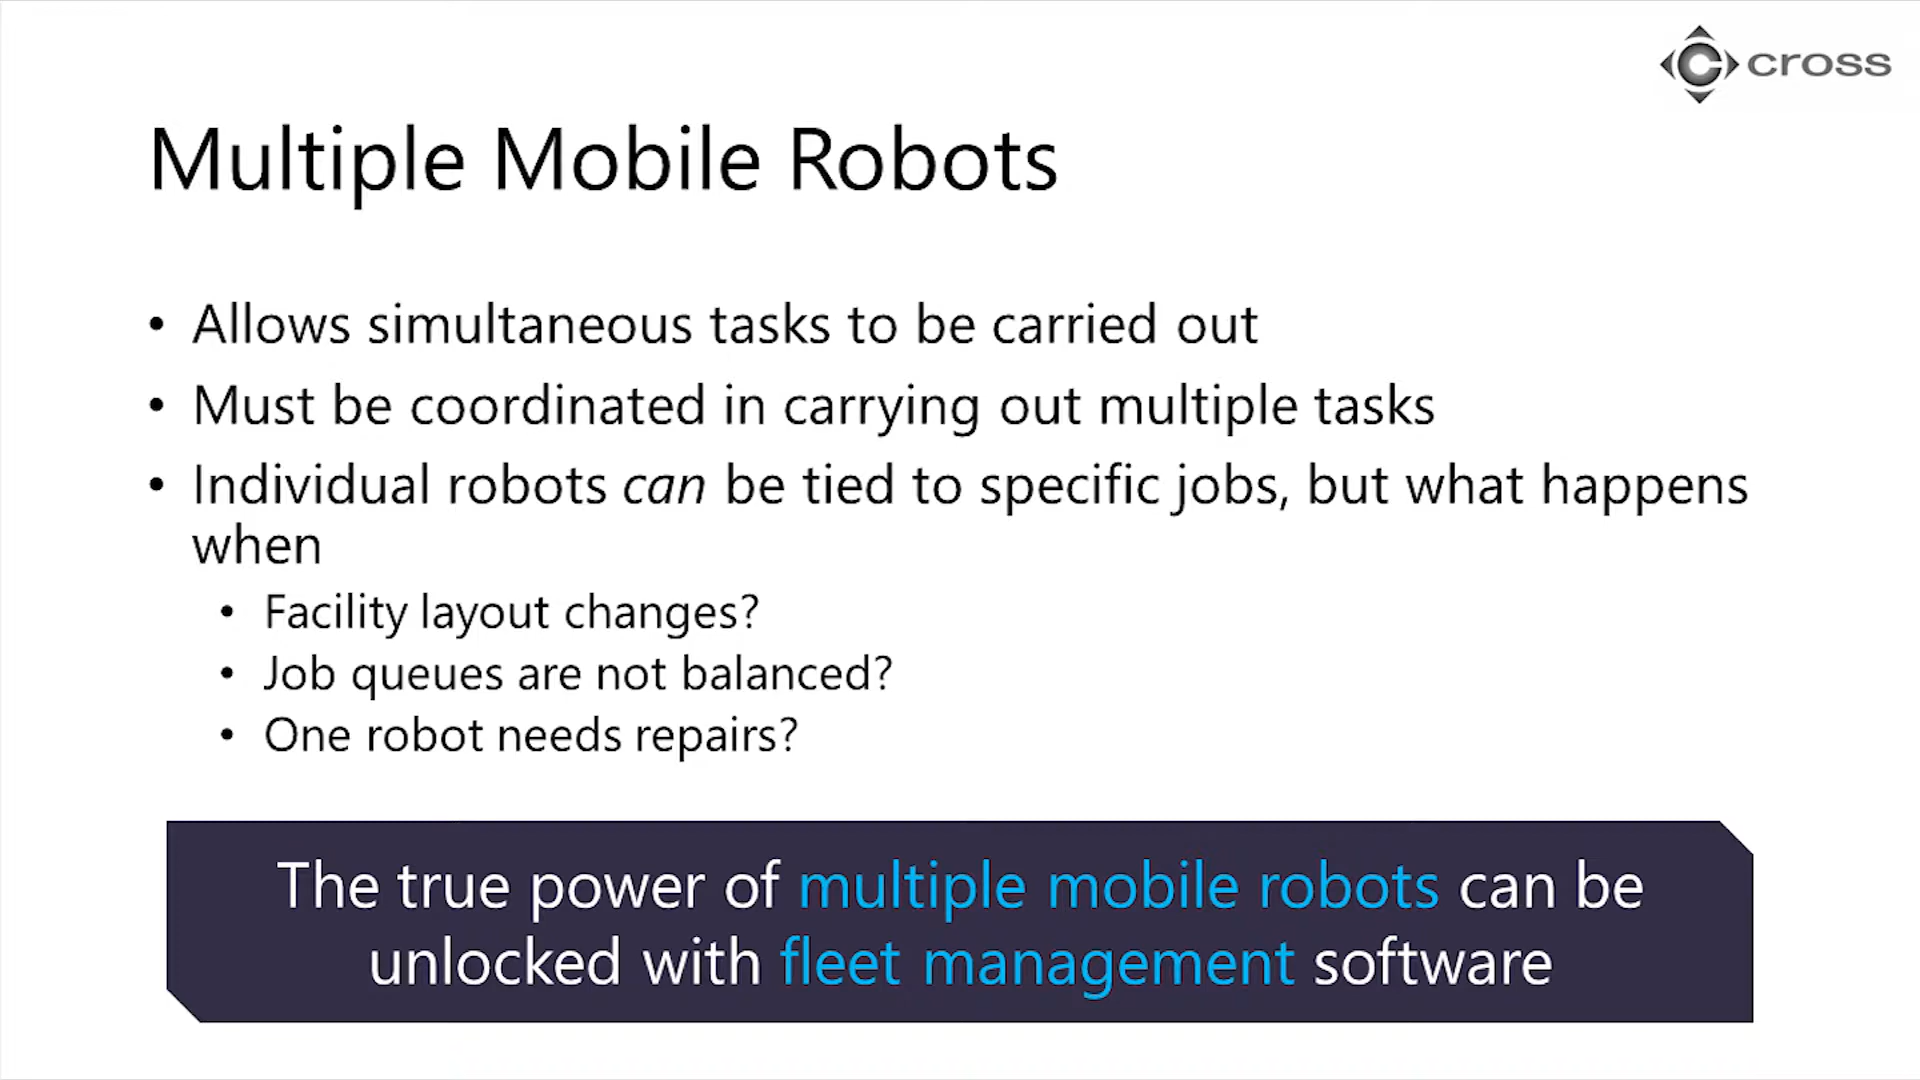 cross
Multiple Mobile Robots
• Allows simultaneous tasks to be carried out
• Must be coordinated in carrying out multiple tasks
• Individual robots can be tied to specific jobs, but what happens
when
• Facility layout changes?
• Job queues are not balanced?
• One robot needs repairs?
The true power of multiple mobile robots can be
unlocked with fleet management software